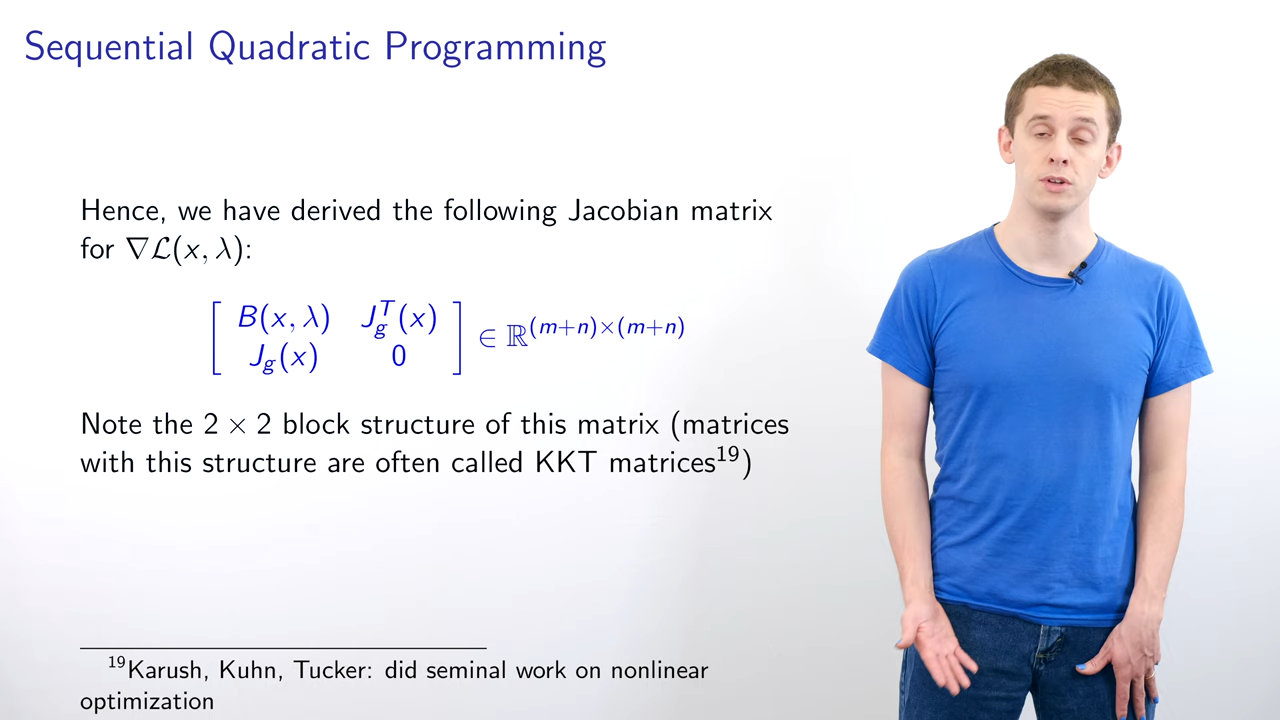 Sequential Quadratic Programming
Hence, we have derived the following Jacobian matrix
for ∇ℒ(x, λ):
[ B(x, λ) J_g^T(x) ]
[ J_g(x) 0 ] ∈ ℝ^{(m+n)×(m+n)}
Note the 2 × 2 block structure of this matrix (matrices
with this structure are often called KKT matrices¹⁹)
¹⁹Karush, Kuhn, Tucker: did seminal work on nonlinear
optimization